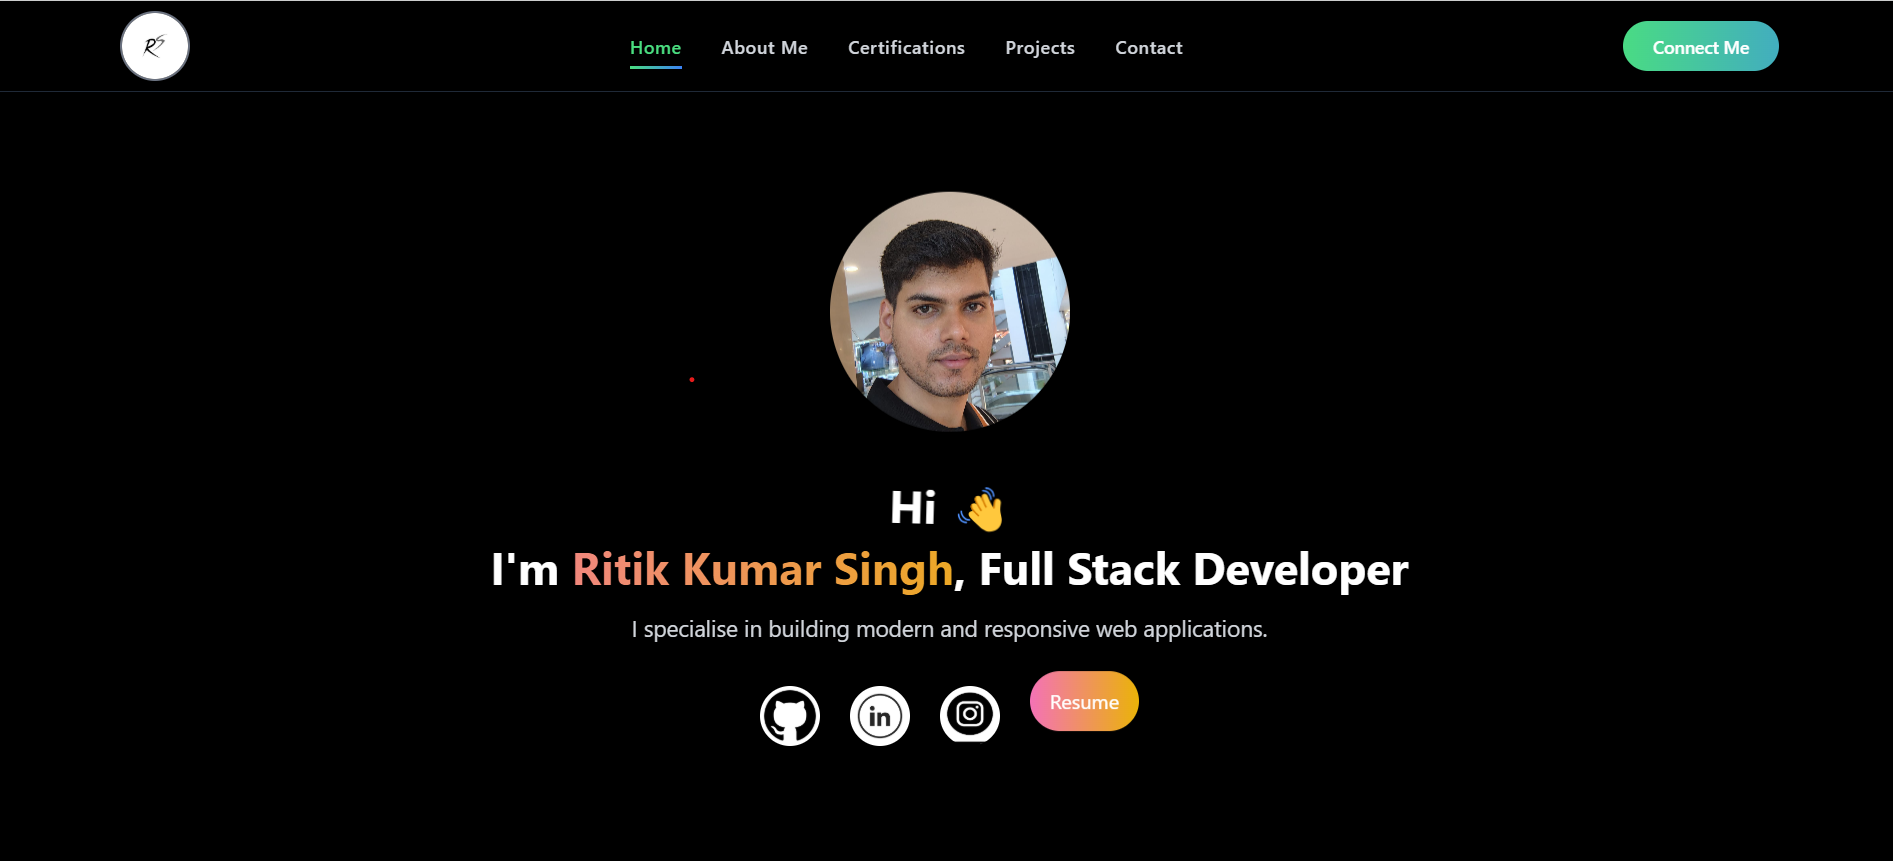 RS
Home
About Me
Certifications
Projects
Contact
Connect Me
Hi 👋
I'm Ritik Kumar Singh, Full Stack Developer
I specialise in building modern and responsive web applications.
in
Resume